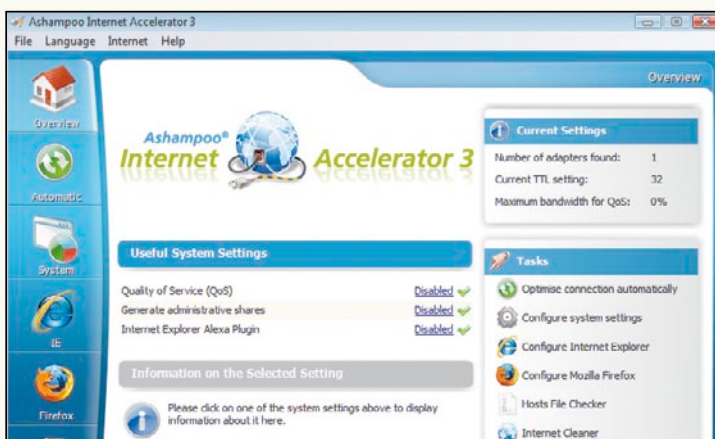 Ashampoo Internet Accelerator 3
File Language Internet Help
Overview
Overview
Automatic
System
IE
Firefox
Ashampoo®
Internet Accelerator 3
Useful System Settings
Quality of Service (QoS) Disabled
Generate administrative shares Disabled
Internet Explorer Alexa Plugin Disabled
Information on the Selected Setting
Please click on one of the system settings above to display
information about it here.
Current Settings
Number of adapters found: 1
Current TTL setting: 32
Maximum bandwidth for QoS: 0%
Tasks
Optimise connection automatically
Configure system settings
Configure Internet Explorer
Configure Mozilla Firefox
Hosts File Checker
Internet Cleaner